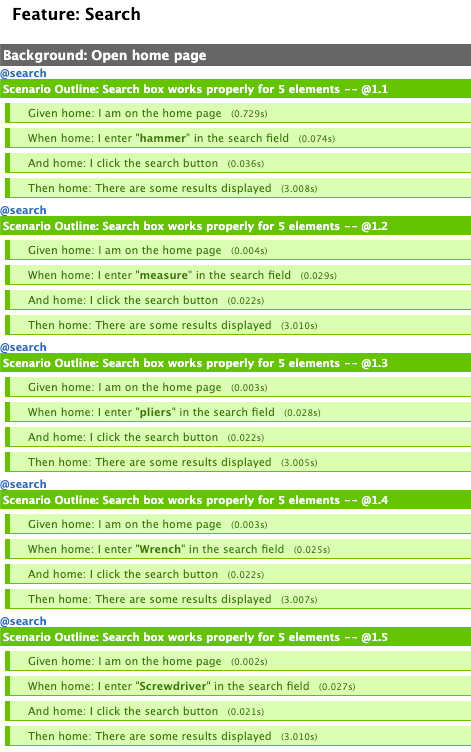 Feature: Search
Background: Open home page
@search
Scenario Outline: Search box works properly for 5 elements -- @1.1
Given home: I am on the home page (0.729s)
When home: I enter "hammer" in the search field (0.074s)
And home: I click the search button (0.036s)
Then home: There are some results displayed (3.008s)
@search
Scenario Outline: Search box works properly for 5 elements -- @1.2
Given home: I am on the home page (0.004s)
When home: I enter "measure" in the search field (0.029s)
And home: I click the search button (0.022s)
Then home: There are some results displayed (3.010s)
@search
Scenario Outline: Search box works properly for 5 elements -- @1.3
Given home: I am on the home page (0.003s)
When home: I enter "pliers" in the search field (0.028s)
And home: I click the search button (0.022s)
Then home: There are some results displayed (3.005s)
@search
Scenario Outline: Search box works properly for 5 elements -- @1.4
Given home: I am on the home page (0.003s)
When home: I enter "Wrench" in the search field (0.025s)
And home: I click the search button (0.022s)
Then home: There are some results displayed (3.007s)
@search
Scenario Outline: Search box works properly for 5 elements -- @1.5
Given home: I am on the home page (0.002s)
When home: I enter "Screwdriver" in the search field (0.027s)
And home: I click the search button (0.021s)
Then home: There are some results displayed (3.010s)